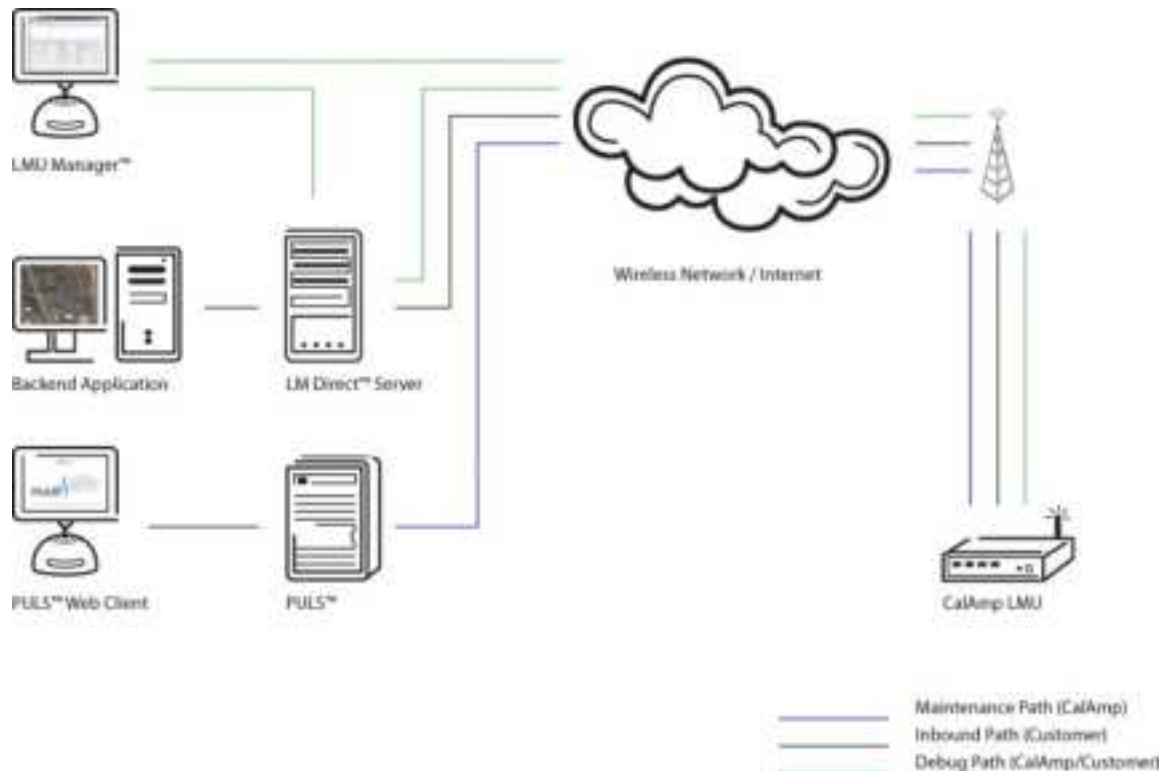 LMU Manager™
Wireless Network / Internet
Backend Application
LM Direct™ Server
PULS™ Web Client
PULS™
CalAmp LMU
Maintenance Path (CalAmp)
Inbound Path (Customer)
Debug Path (CalAmp/Customer)